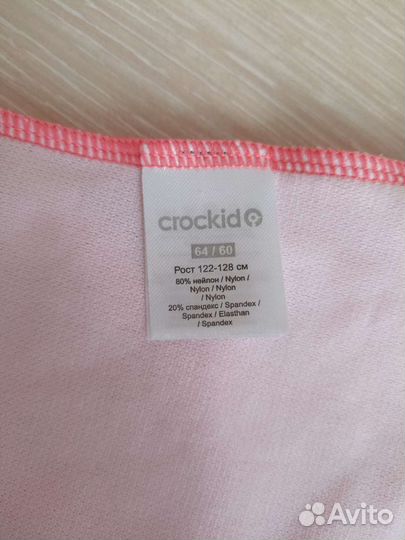 crockid
64 / 60
Рост 122-128 см
80% нейлон / Nylon /
Nylon / Nylon
/ Nylon
20% спандекс / Spandex /
Spandex / Elasthan
/ Spandex
Avito